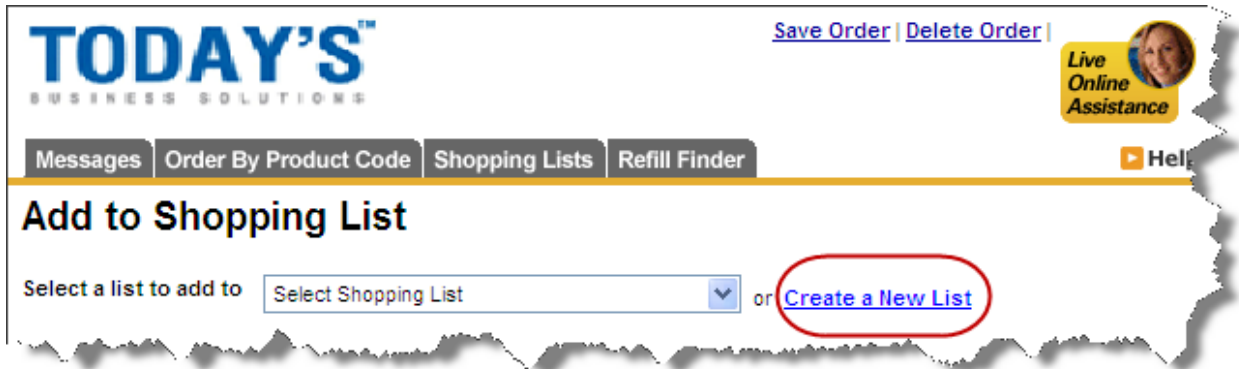 TODAY'S™
BUSINESS SOLUTIONS
Save Order | Delete Order |
Live
Online
Assistance
Messages Order By Product Code Shopping Lists Refill Finder
Help
Add to Shopping List
Select a list to add to Select Shopping List or Create a New List